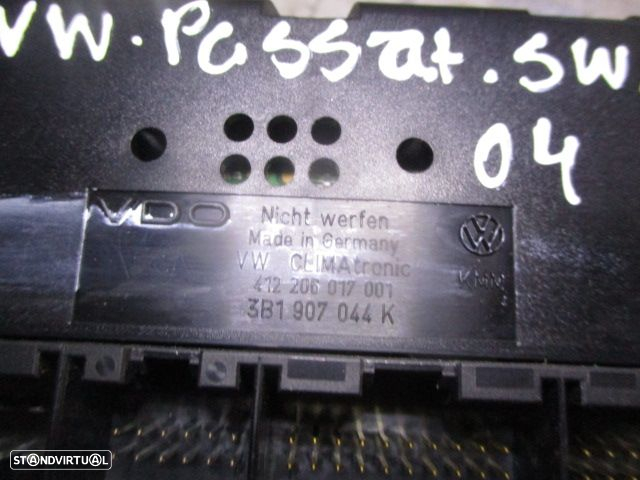 VW. Passat. SW
04
VDO
Nicht werfen
Made in Germany
VW CLIMAtronic
412 206 017 001
3B1 907 044 K
STANDVIRTUAL